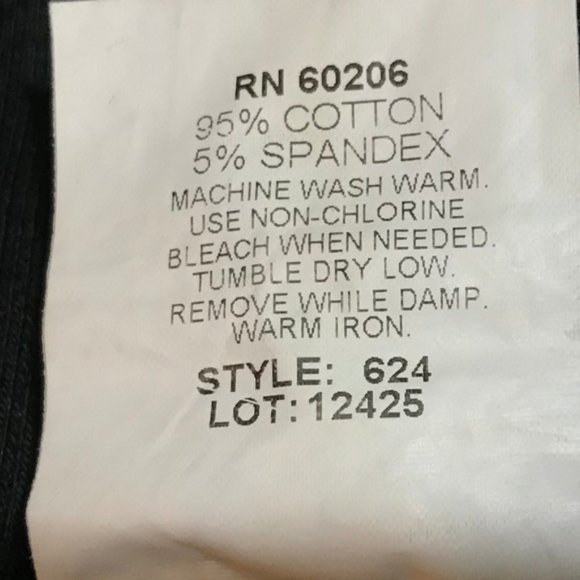 RN 60206
95% COTTON
5% SPANDEX
MACHINE WASH WARM.
USE NON-CHLORINE
BLEACH WHEN NEEDED.
TUMBLE DRY LOW.
REMOVE WHILE DAMP.
WARM IRON.
STYLE: 624
LOT: 12425